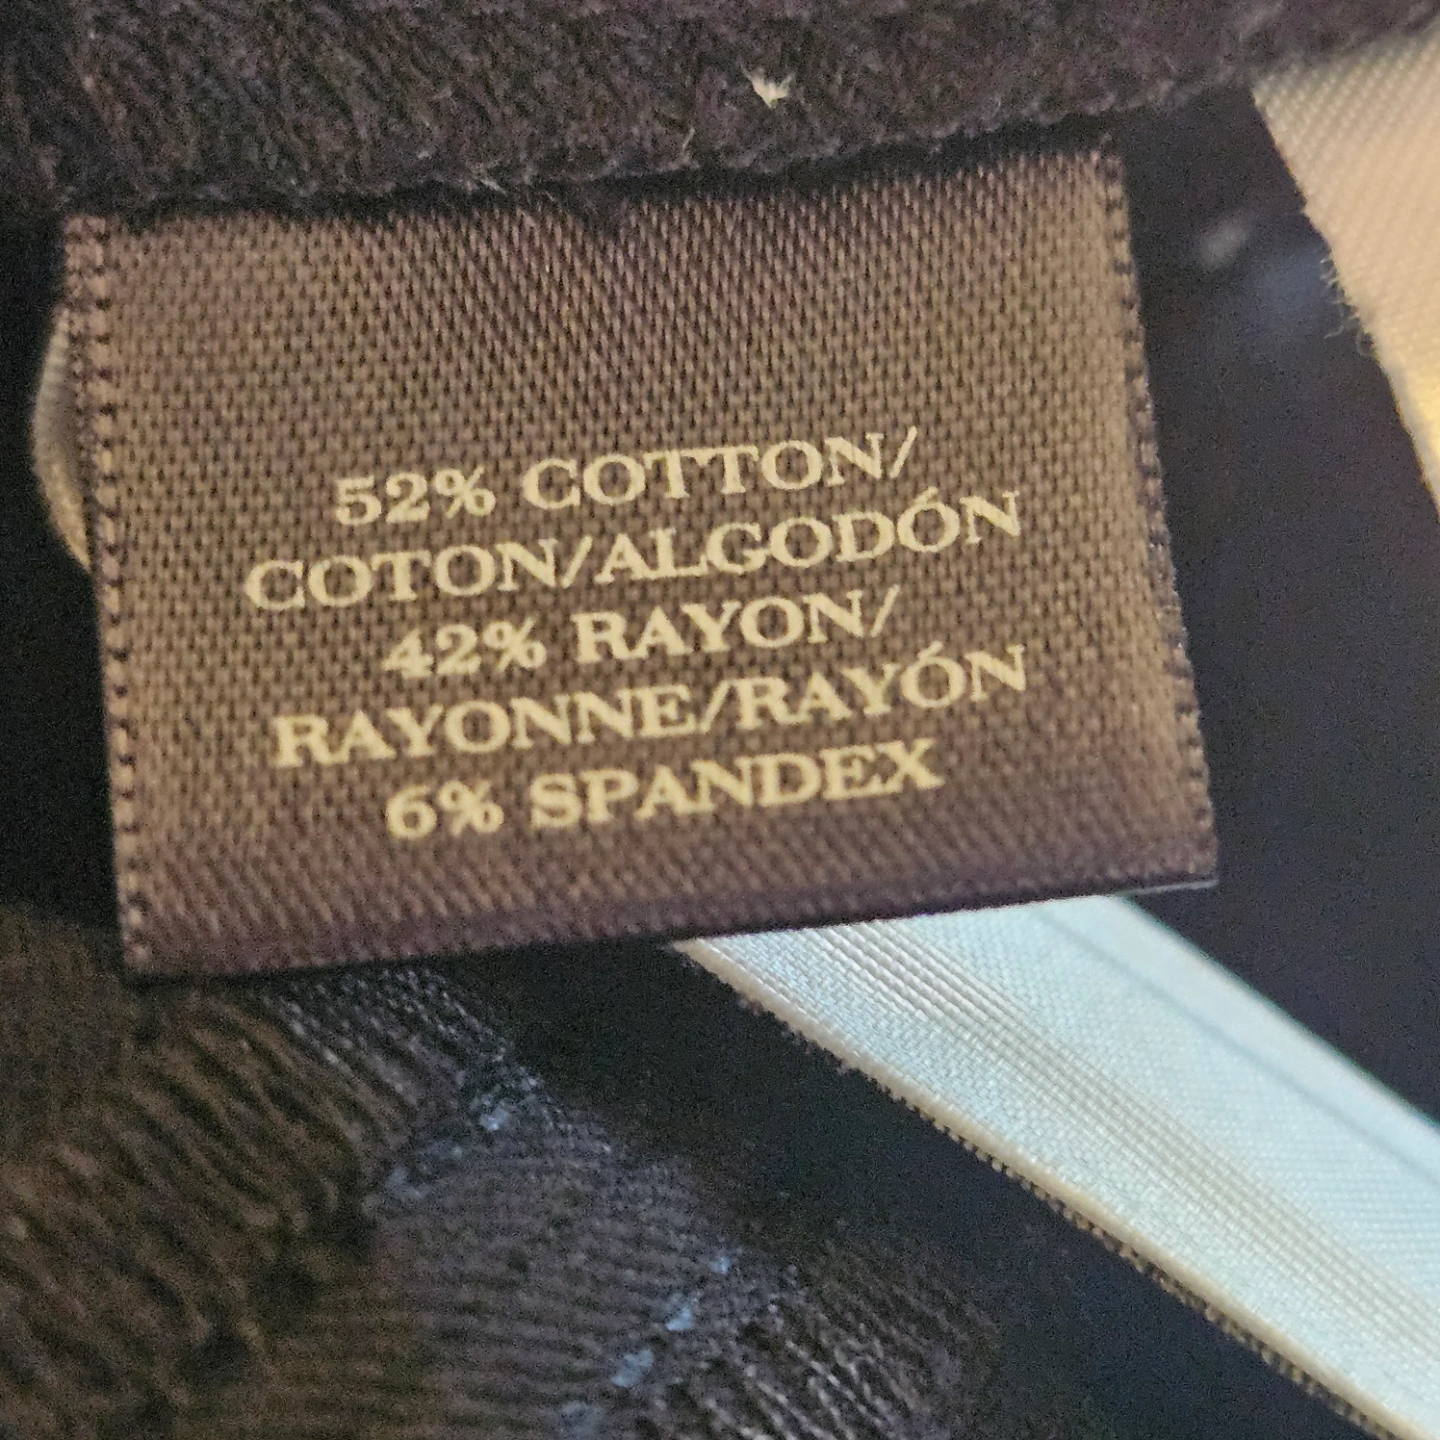 52% COTTON/
COTON/ALGODÓN
42% RAYON/
RAYONNE/RAYÓN
6% SPANDEX